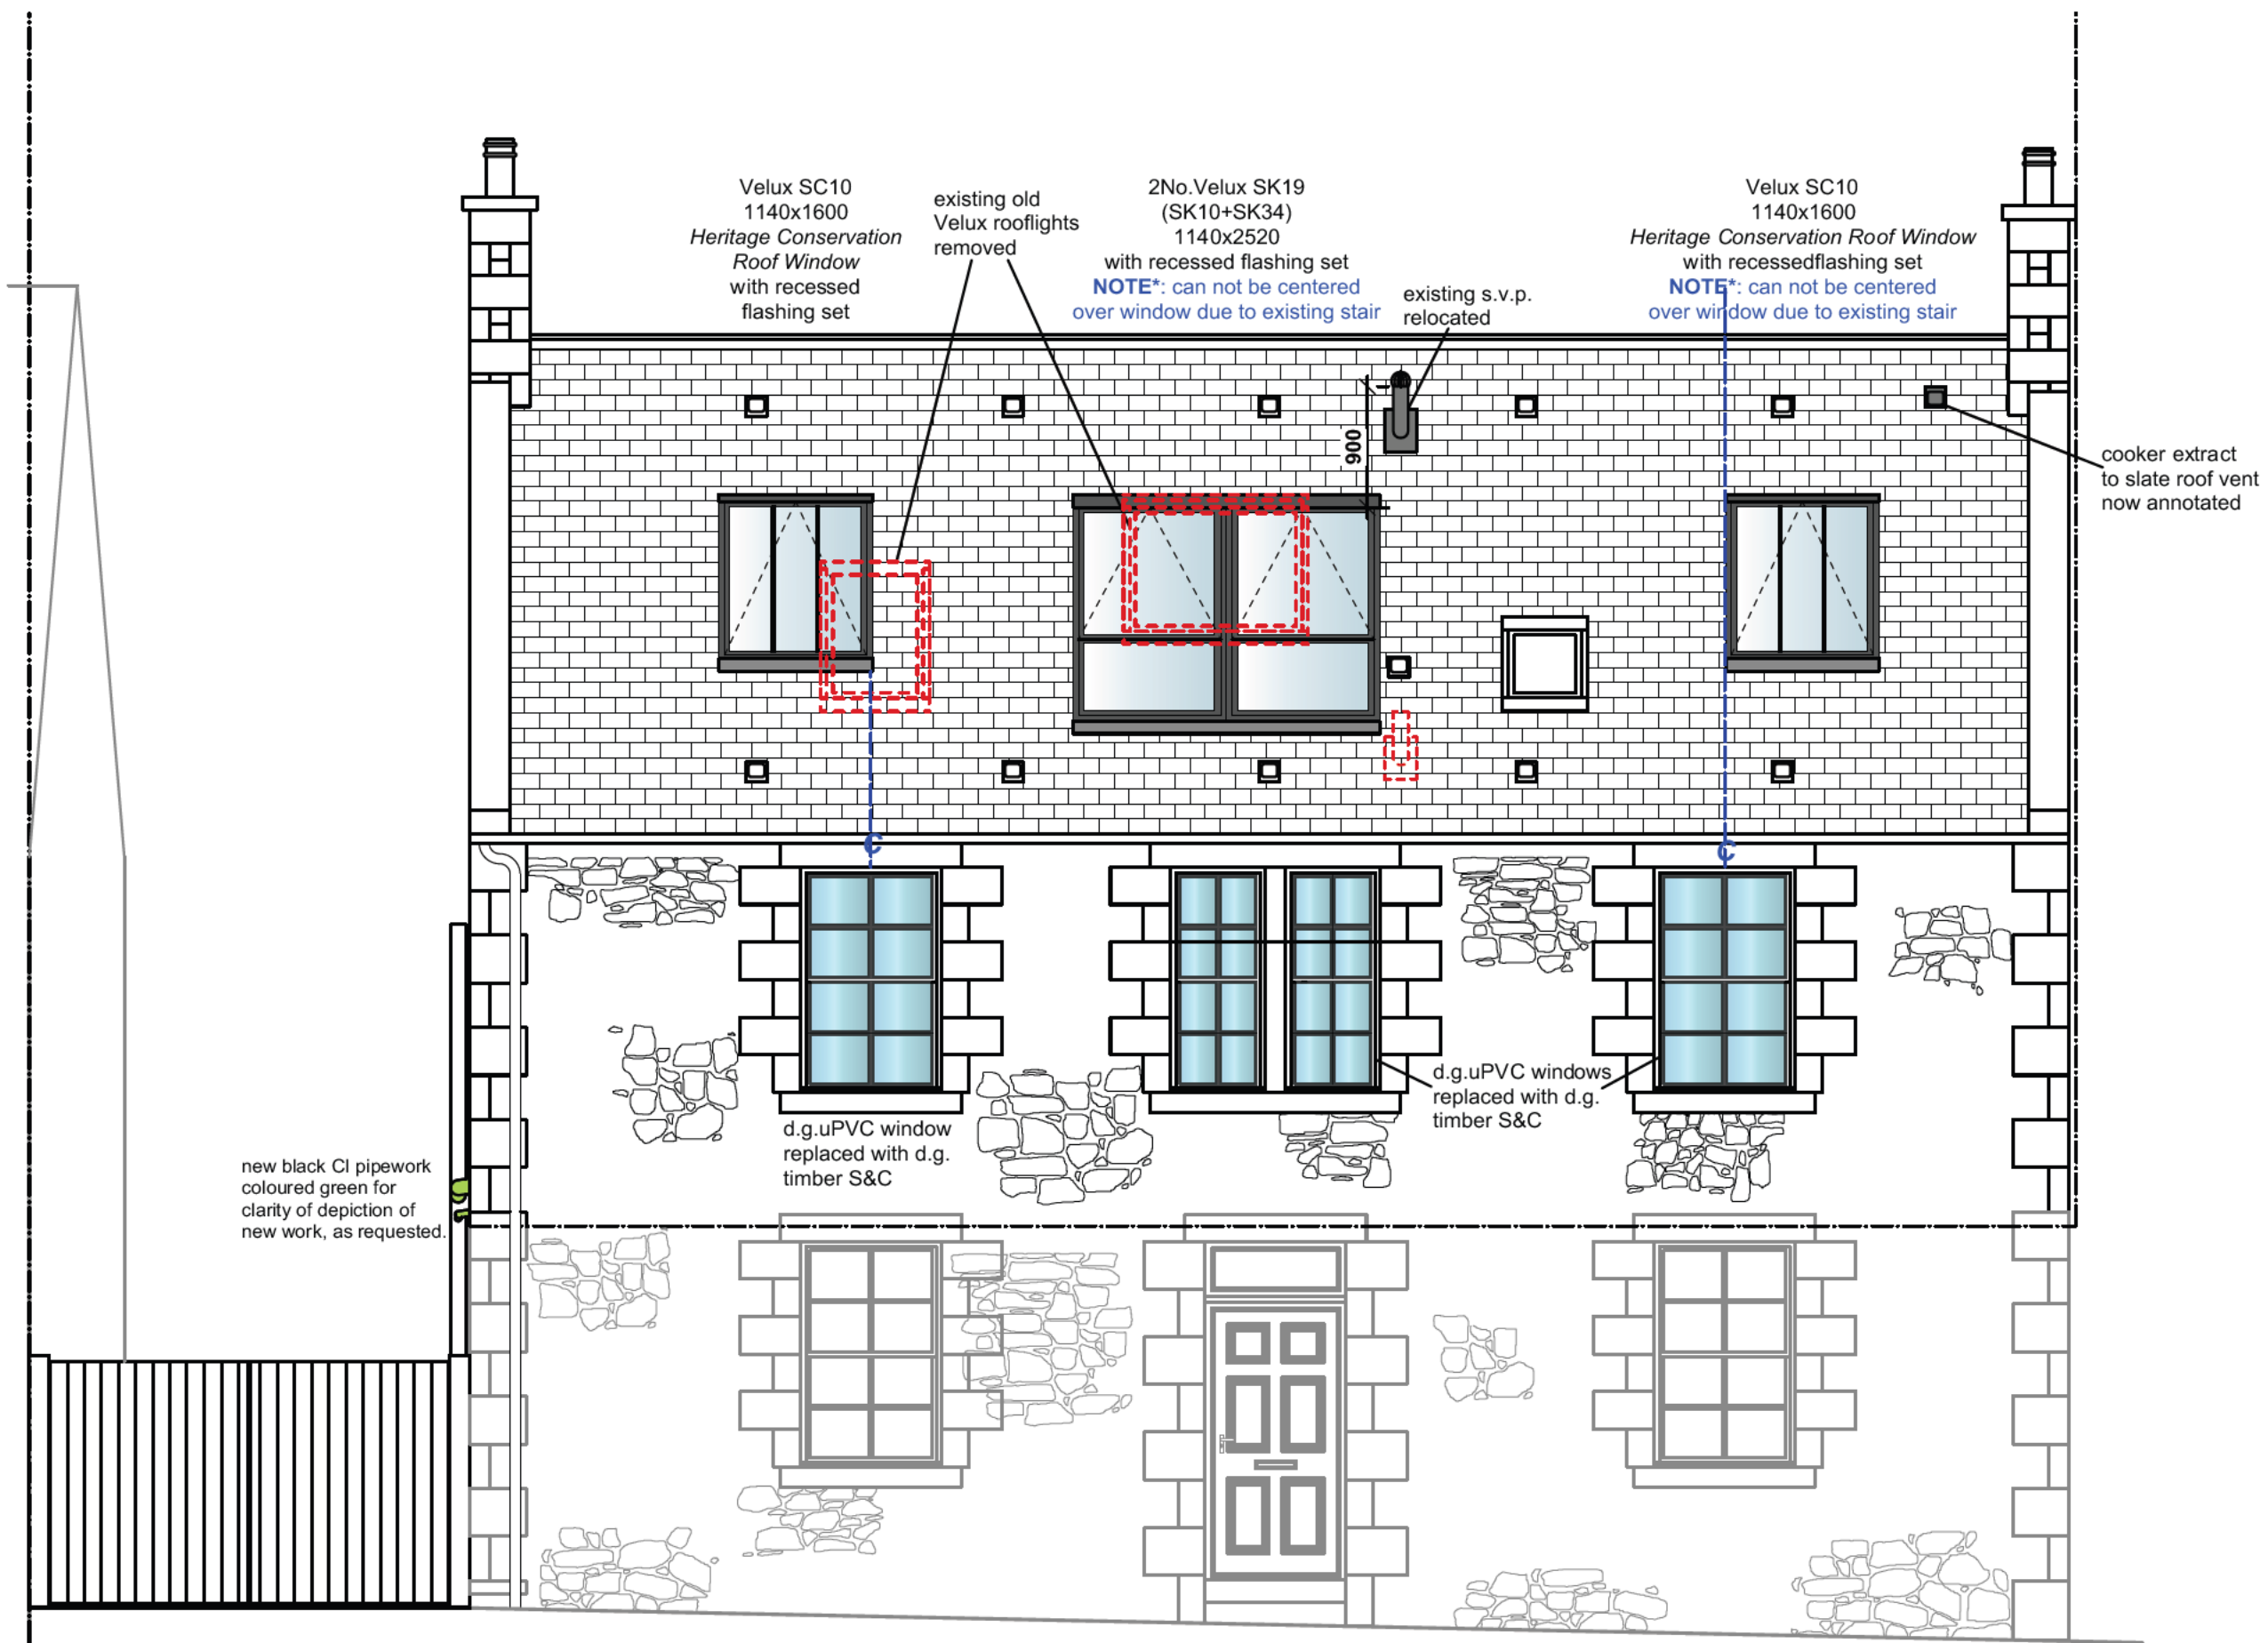 Velux SC10
1140x1600
Heritage Conservation
Roof Window
with recessed
flashing set
existing old
Velux rooflights
removed
2No.Velux SK19
(SK10+SK34)
1140x2520
with recessed flashing set
NOTE*: can not be centered
over window due to existing stair
existing s.v.p.
relocated
Velux SC10
1140x1600
Heritage Conservation Roof Window
with recessedflashing set
NOTE*: can not be centered
over window due to existing stair
900
cooker extract
to slate roof vent
now annotated
C
C
d.g.uPVC window
replaced with d.g.
timber S&C
d.g.uPVC windows
replaced with d.g.
timber S&C
new black CI pipework
coloured green for
clarity of depiction of
new work, as requested.